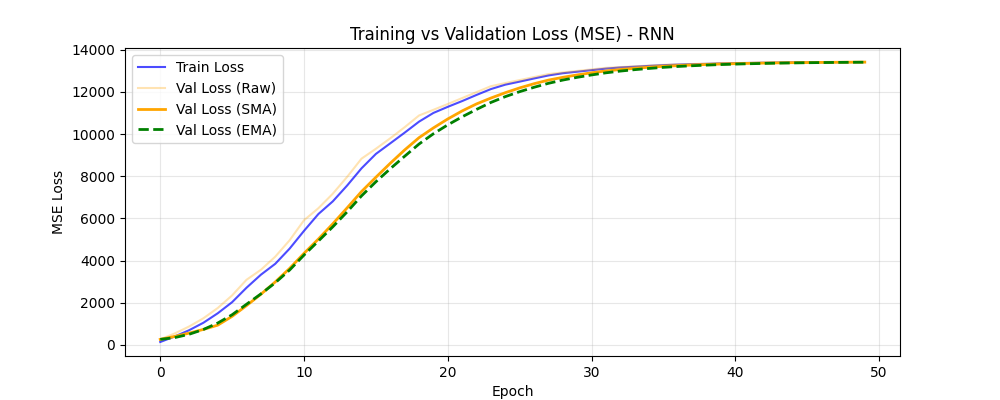 Training vs Validation Loss (MSE) - RNN
Train Loss
Val Loss (Raw)
Val Loss (SMA)
Val Loss (EMA)
MSE Loss
14000
12000
10000
8000
6000
4000
2000
0
0 10 20 30 40 50
Epoch